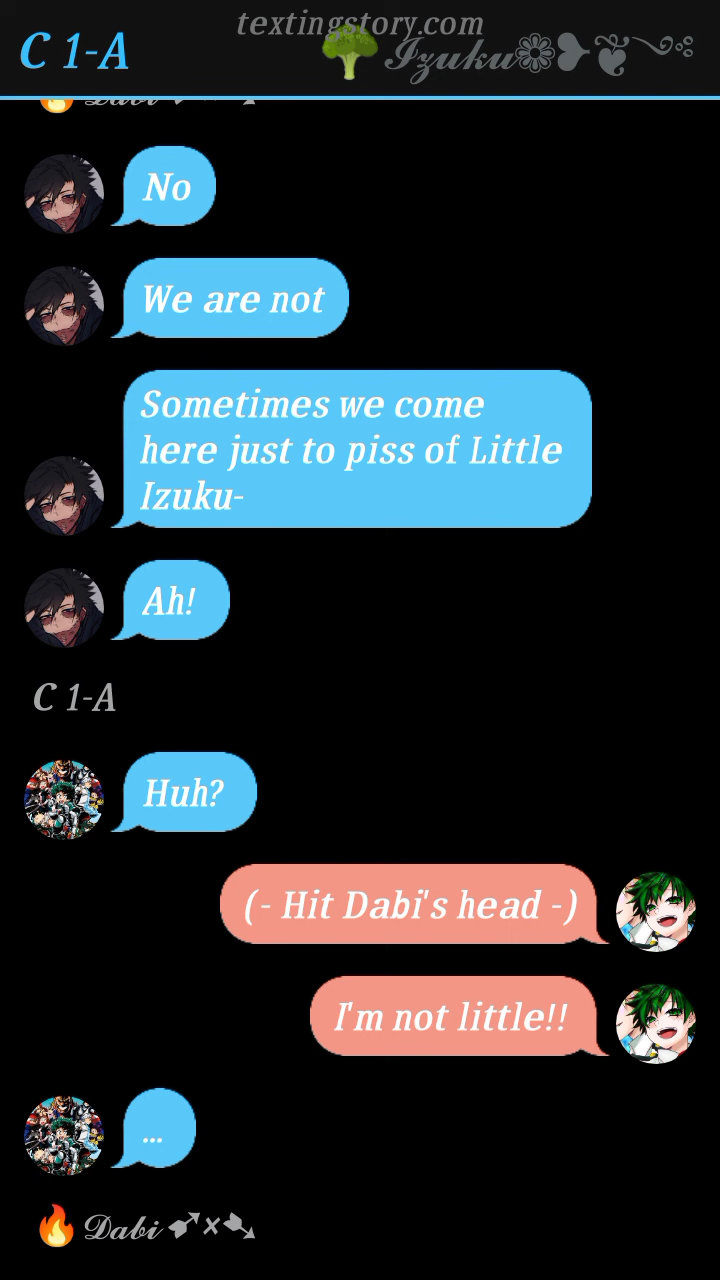 textingstory.com
C 1-A
🥦Izuku❁❥❦
🔥Dabi
No
We are not
Sometimes we come
here just to piss of Little
Izuku-
Ah!
C 1-A
Huh?
(- Hit Dabi's head -)
I'm not little!!
...
🔥Dabi